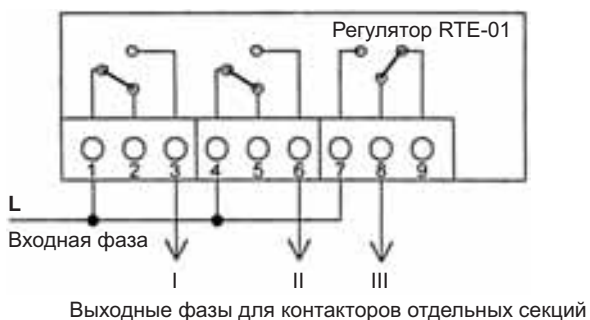 Регулятор RTE-01
1 2 3 4 5 6 7 8 9
L
Входная фаза
I II III
Выходные фазы для контакторов отдельных секций